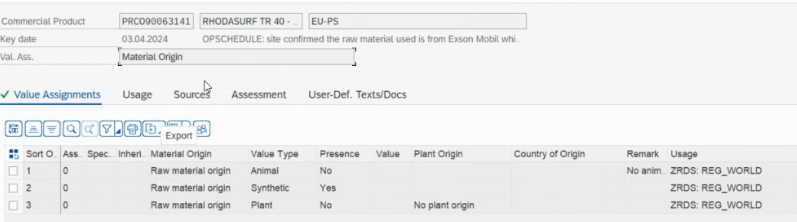 Commercial Product PRC090063141 RHODASURF TR 40 - .. EU-PS
Key date 03.04.2024 OPSCHEDULE: site confirmed the raw material used is from Exson Mobil whi..
Val. Ass. Material Origin
Value Assignments Usage Sources Assessment User-Def. Texts/Docs
Export
Sort O.. Ass.. Spec.. Inheri.. Material Origin Value Type Presence Value Plant Origin Country of Origin Remark Usage
1 0 Raw material origin Animal No No anim.. ZRDS: REG_WORLD
2 0 Raw material origin Synthetic Yes ZRDS: REG_WORLD
3 0 Raw material origin Plant No No plant origin ZRDS: REG_WORLD